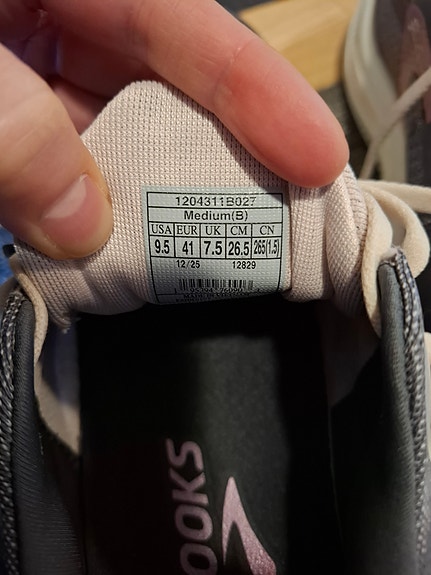 1204311B027
Medium(B)
USA EUR UK CM CN
9.5 41 7.5 26.5 265(1.5)
12/25 12829
OOKS